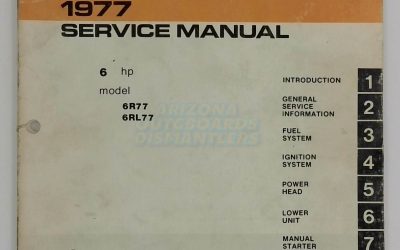 1977
SERVICE MANUAL
6 hp
model
6R77
6RL77
ARIZONA
OUTBOARDS
DISMANTLERS
INTRODUCTION 1
GENERAL
SERVICE
INFORMATION 2
FUEL
SYSTEM 3
IGNITION
SYSTEM 4
POWER
HEAD 5
LOWER
UNIT 6
MANUAL
STARTER 7